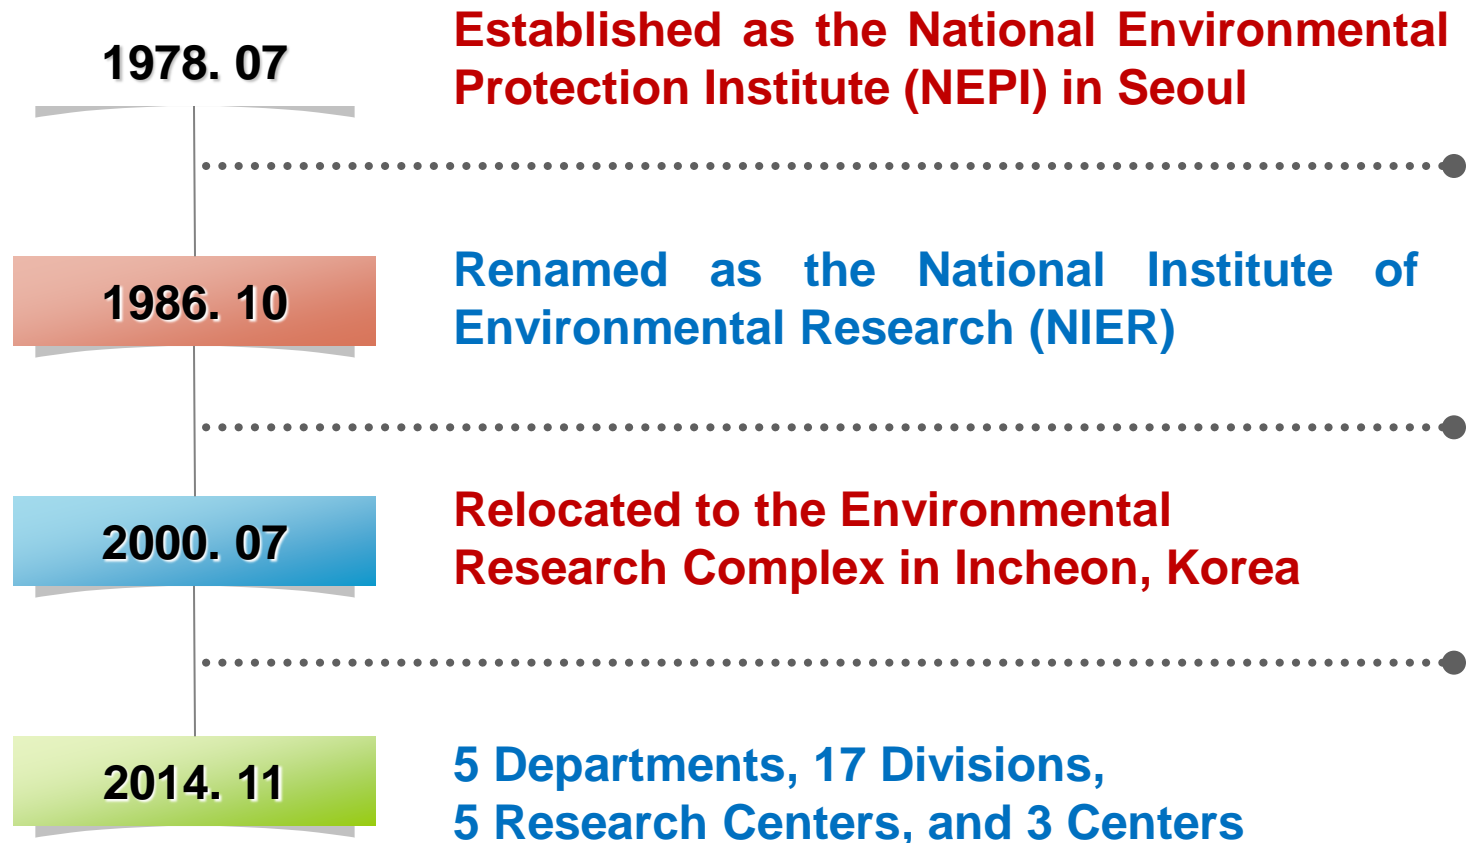 1978. 07
Established as the National Environmental
Protection Institute (NEPI) in Seoul
1986. 10
Renamed as the National Institute of
Environmental Research (NIER)
2000. 07
Relocated to the Environmental
Research Complex in Incheon, Korea
2014. 11
5 Departments, 17 Divisions,
5 Research Centers, and 3 Centers